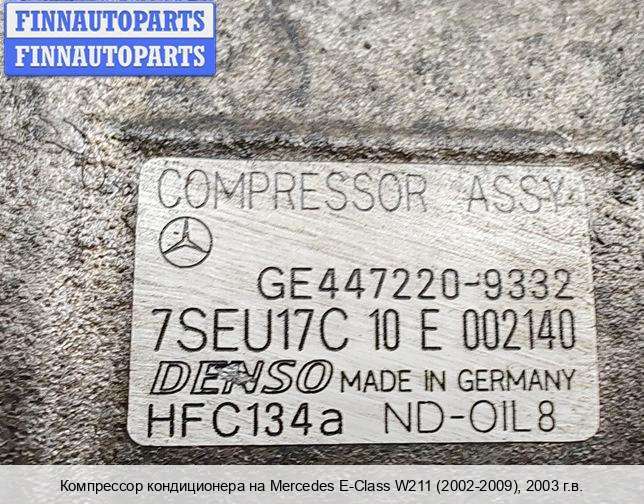 FINNAUTOPARTS
FINNAUTOPARTS
COMPRESSOR ASSY
GE447220-9332
7SEU17C 10 E 002140
DENSO MADE IN GERMANY
HFC134a ND-OIL8
Компрессор кондиционера на Mercedes E-Class W211 (2002-2009), 2003 г.в.